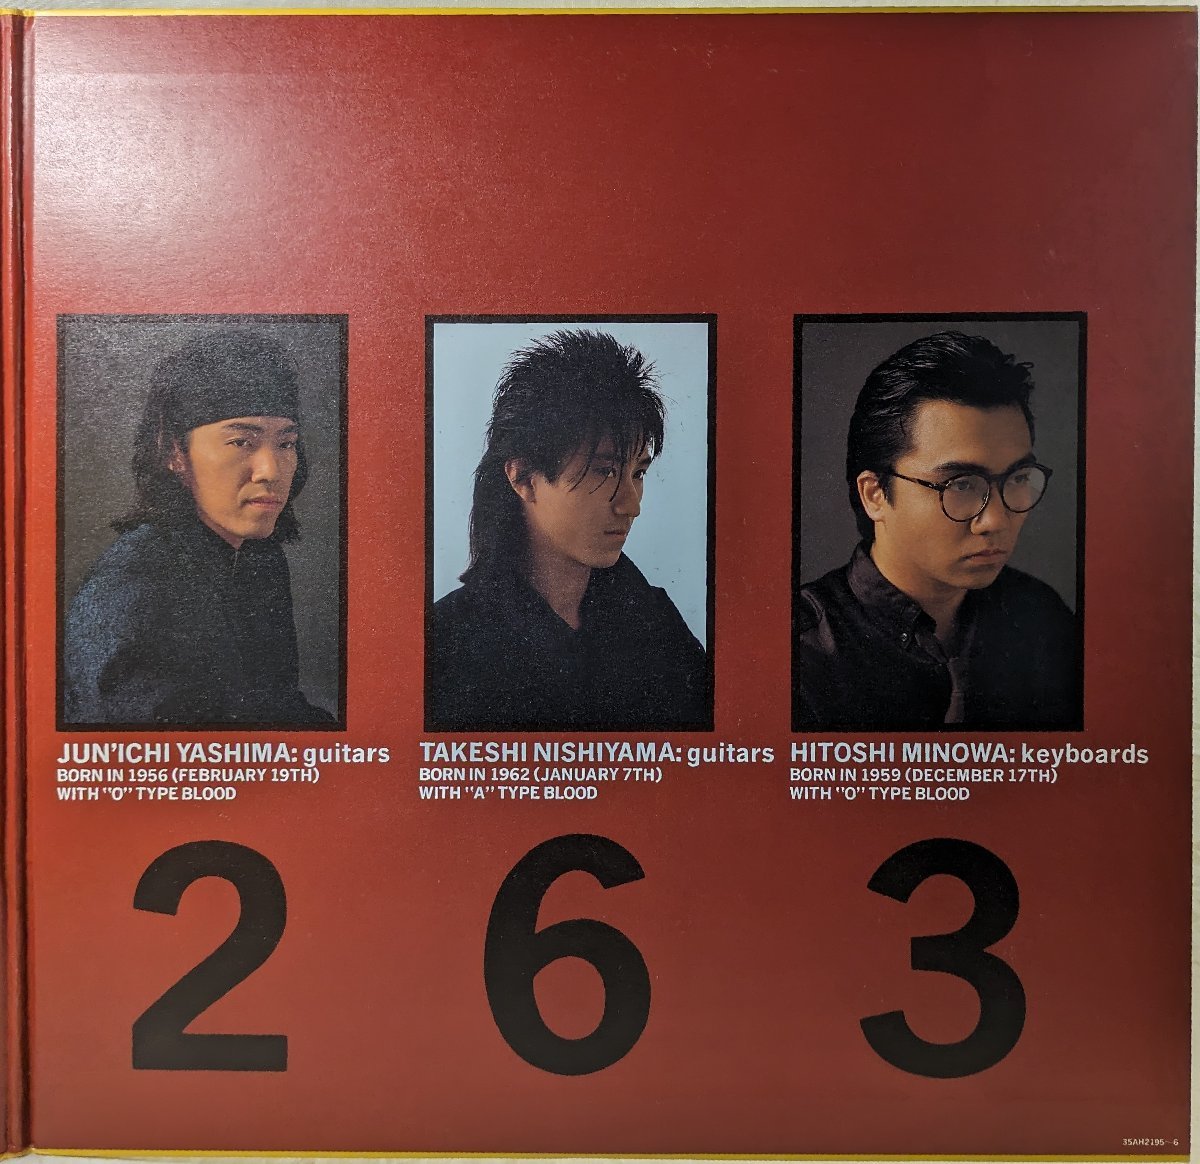 JUN'ICHI YASHIMA: guitars
BORN IN 1956 (FEBRUARY 19TH)
WITH "O" TYPE BLOOD
2
TAKESHI NISHIYAMA: guitars
BORN IN 1962 (JANUARY 7TH)
WITH "A" TYPE BLOOD
6
HITOSHI MINOWA: keyboards
BORN IN 1959 (DECEMBER 17TH)
WITH "O" TYPE BLOOD
3
35AH2195~6